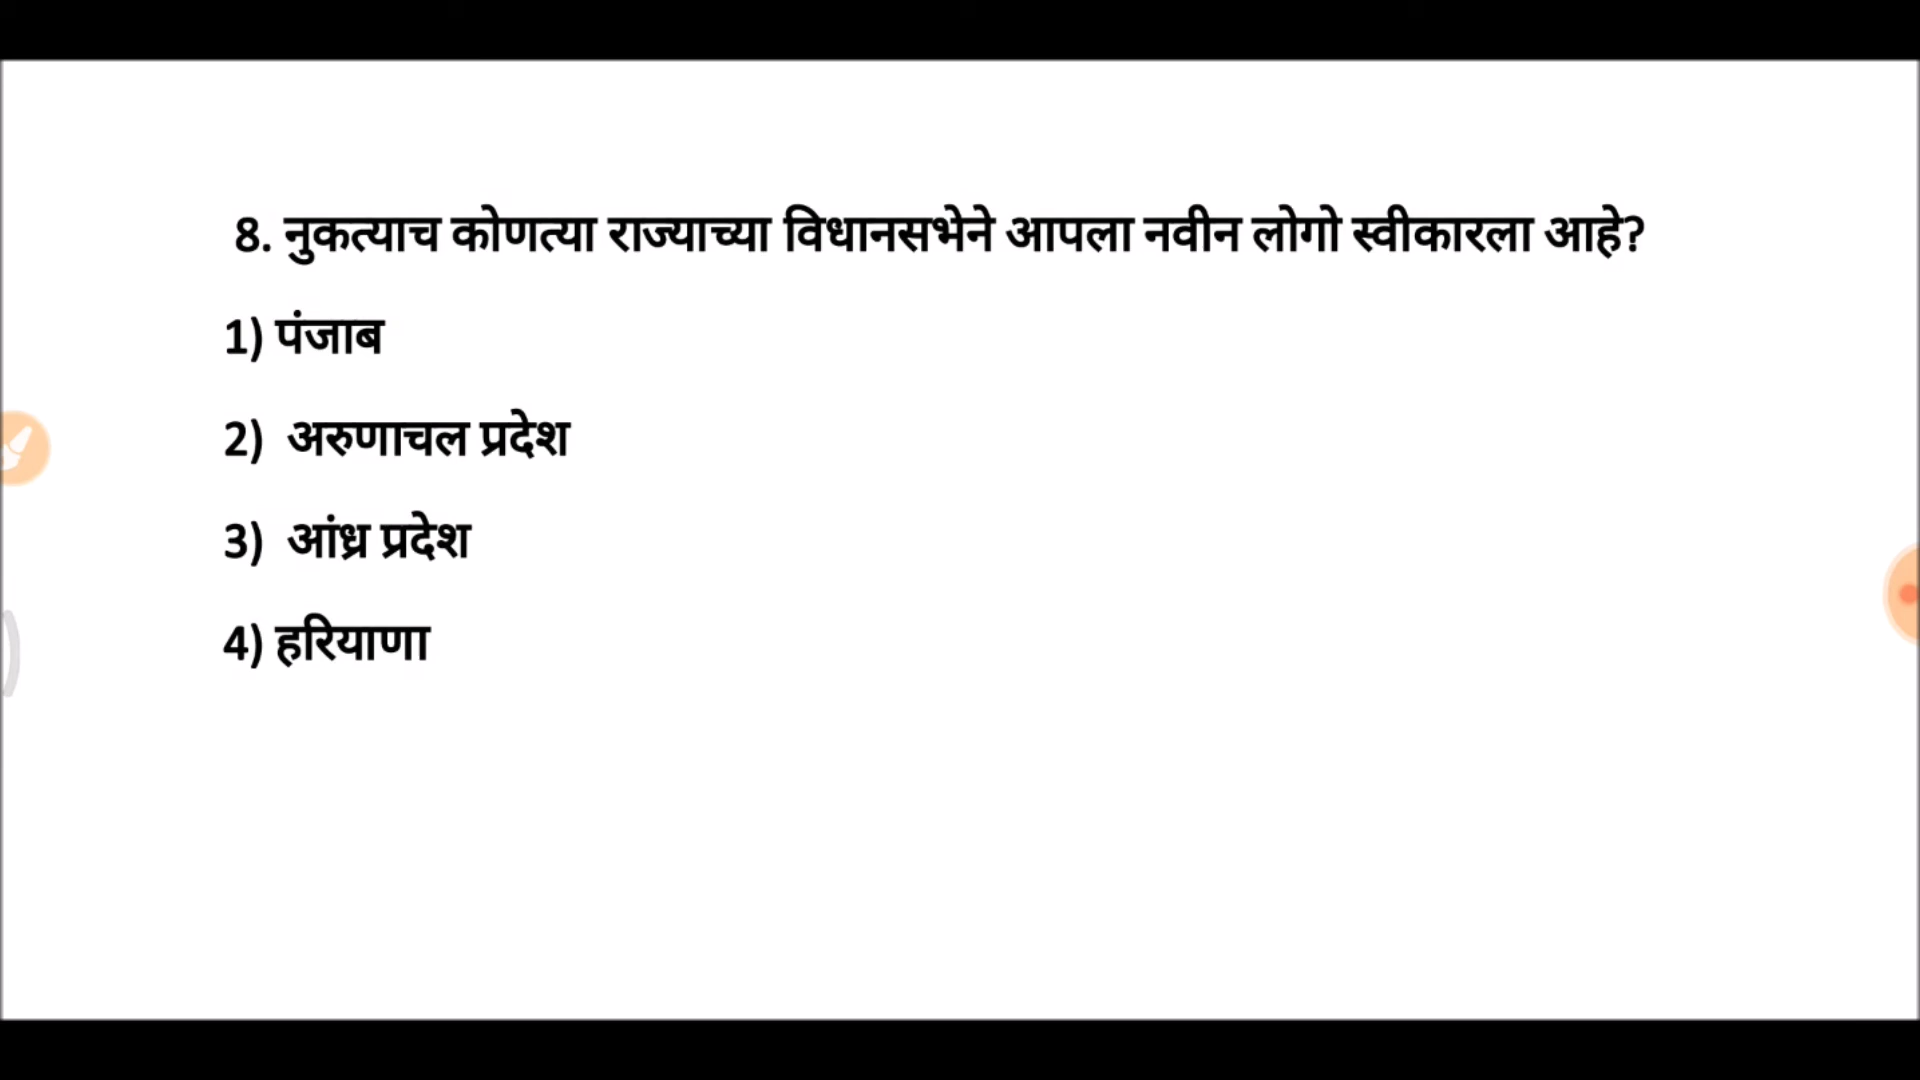 8. नुकत्याच कोणत्या राज्याच्या विधानसभेने आपला नवीन लोगो स्वीकारला आहे?
1) पंजाब
2) अरुणाचल प्रदेश
3) आंध्र प्रदेश
4) हरियाणा